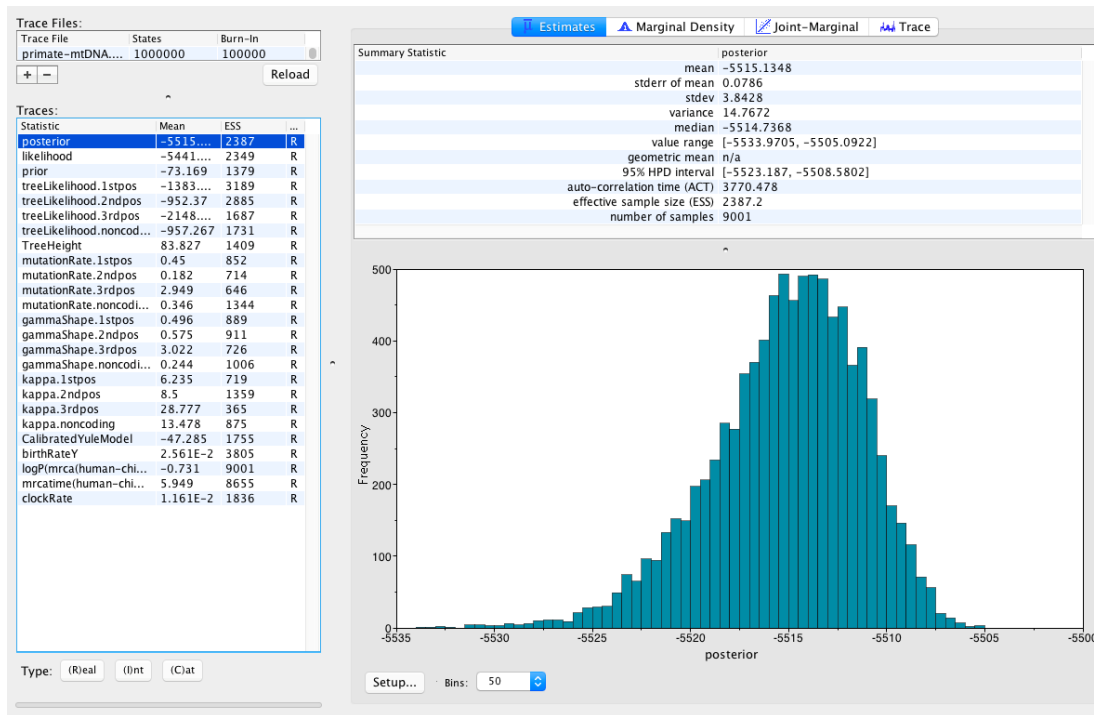 Trace Files:
Trace File States Burn-In
primate-mtDNA.... 1000000 100000
+ − Reload
Traces:
Statistic Mean ESS ...
posterior −5515.... 2387 R
likelihood −5441.... 2349 R
prior −73.169 1379 R
treeLikelihood.1stpos −1383.... 3189 R
treeLikelihood.2ndpos −952.37 2885 R
treeLikelihood.3rdpos −2148.... 1687 R
treeLikelihood.noncod... −957.267 1731 R
TreeHeight 83.827 1409 R
mutationRate.1stpos 0.45 852 R
mutationRate.2ndpos 0.182 714 R
mutationRate.3rdpos 2.949 646 R
mutationRate.noncodi... 0.346 1344 R
gammaShape.1stpos 0.496 889 R
gammaShape.2ndpos 0.575 911 R
gammaShape.3rdpos 3.022 726 R
gammaShape.noncodi... 0.244 1006 R
kappa.1stpos 6.235 719 R
kappa.2ndpos 8.5 1359 R
kappa.3rdpos 28.777 365 R
kappa.noncoding 13.478 875 R
CalibratedYuleModel −47.285 1755 R
birthRateY 2.561E-2 3805 R
logP(mrca(human-chi... −0.731 9001 R
mrcatime(human-chi... 5.949 8655 R
clockRate 1.161E-2 1836 R
Type: (R)eal (I)nt (C)at
Estimates Marginal Density Joint-Marginal Trace
Summary Statistic posterior
mean −5515.1348
stderr of mean 0.0786
stdev 3.8428
variance 14.7672
median −5514.7368
value range [−5533.9705, −5505.0922]
geometric mean n/a
95% HPD interval [−5523.187, −5508.5802]
auto-correlation time (ACT) 3770.478
effective sample size (ESS) 2387.2
number of samples 9001
Frequency
500
400
300
200
100
0
-5535 -5530 -5525 -5520 -5515 -5510 -5505 -5500
posterior
Setup... Bins: 50